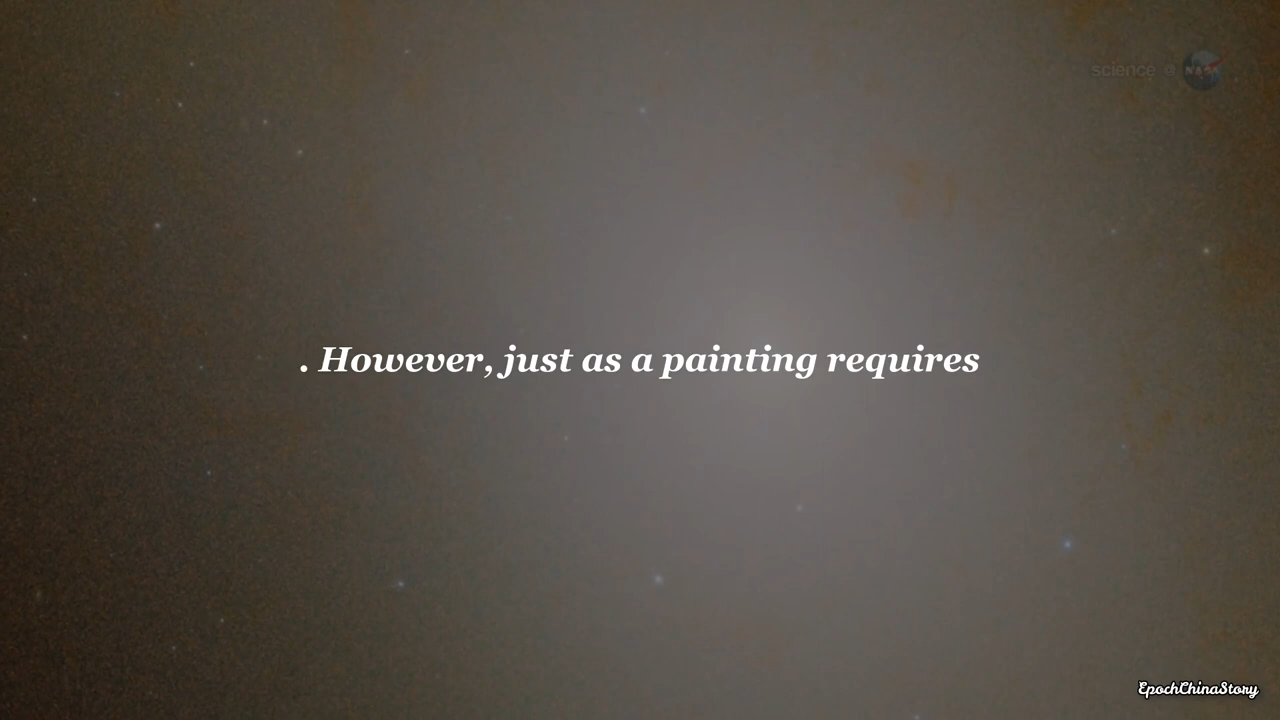 science @ NASA
. However, just as a painting requires
EpochChinaStory